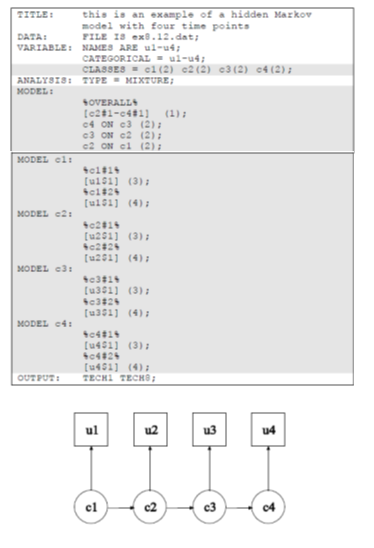 TITLE: this is an example of a hidden Markov
model with four time points
DATA: FILE IS ex8.12.dat;
VARIABLE: NAMES ARE u1-u4;
CATEGORICAL = u1-u4;
CLASSES = c1(2) c2(2) c3(2) c4(2);
ANALYSIS: TYPE = MIXTURE;
MODEL:
%OVERALL%
[c2#1-c4#1] (1);
c4 ON c3 (2);
c3 ON c2 (2);
c2 ON c1 (2);
MODEL c1:
%c1#1%
[u1$1] (3);
%c1#2%
[u1$1] (4);
MODEL c2:
%c2#1%
[u2$1] (3);
%c2#2%
[u2$1] (4);
MODEL c3:
%c3#1%
[u3$1] (3);
%c3#2%
[u3$1] (4);
MODEL c4:
%c4#1%
[u4$1] (3);
%c4#2%
[u4$1] (4);
OUTPUT: TECH1 TECH8;
u1 u2 u3 u4
c1 c2 c3 c4